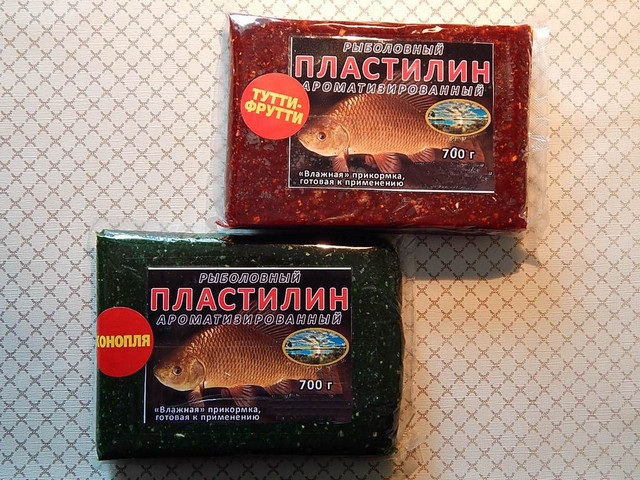 РЫБОЛОВНЫЙ
ПЛАСТИЛИН
АРОМАТИЗИРОВАННЫЙ
ТУТТИ-
ФРУТТИ
700 г
«Влажная» прикормка,
готовая к применению
РЫБОЛОВНЫЙ
ПЛАСТИЛИН
АРОМАТИЗИРОВАННЫЙ
КОНОПЛЯ
700 г
«Влажная» прикормка,
готовая к применению